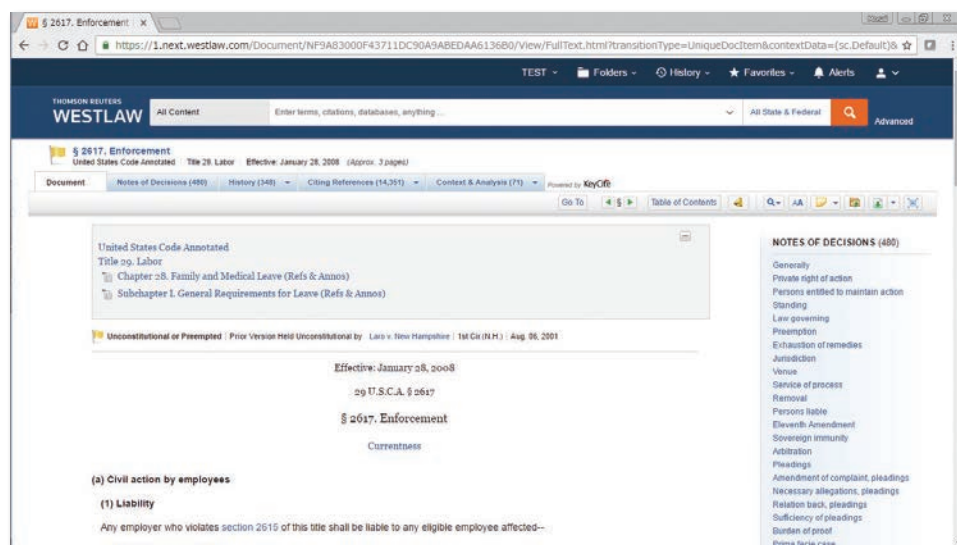 § 2617. Enforcement
https://1.next.westlaw.com/Document/NF9A83000F43711DC90A9ABEDAA6136B0/View/FullText.html?transitionType=UniqueDocItem&contextData=(sc.Default)&
TEST Folders History Favorites Alerts
THOMSON REUTERS
WESTLAW All Content Enter terms, citations, databases, anything ... All State & Federal Advanced
§ 2617. Enforcement
United States Code Annotated Title 29. Labor Effective: January 28, 2008 (Approx. 3 pages)
Document Notes of Decisions (480) History (348) Citing References (14,351) Context & Analysis (71) Powered by KeyCite
Go To § Table of Contents AA
United States Code Annotated
Title 29. Labor
Chapter 28. Family and Medical Leave (Refs & Annos)
Subchapter I. General Requirements for Leave (Refs & Annos)
Unconstitutional or Preempted Prior Version Held Unconstitutional by Laro v. New Hampshire 1st Cir.(N.H.) Aug. 06, 2001
Effective: January 28, 2008
29 U.S.C.A. § 2617
§ 2617. Enforcement
Currentness
(a) Civil action by employees
(1) Liability
Any employer who violates section 2615 of this title shall be liable to any eligible employee affected--
NOTES OF DECISIONS (480)
Generally
Private right of action
Persons entitled to maintain action
Standing
Law governing
Preemption
Exhaustion of remedies
Jurisdiction
Venue
Service of process
Removal
Persons liable
Eleventh Amendment
Sovereign immunity
Arbitration
Pleadings
Amendment of complaint, pleadings
Necessary allegations, pleadings
Relation back, pleadings
Sufficiency of pleadings
Burden of proof
Prima facie case